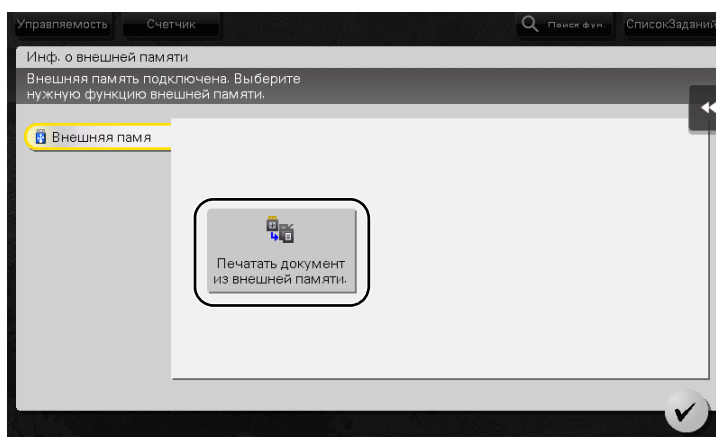 Управляемость Счетчик Поиск фун. СписокЗаданий
Инф. о внешней памяти
Внешняя память подключена. Выберите
нужную функцию внешней памяти.
Внешняя памя
Печатать документ
из внешней памяти.